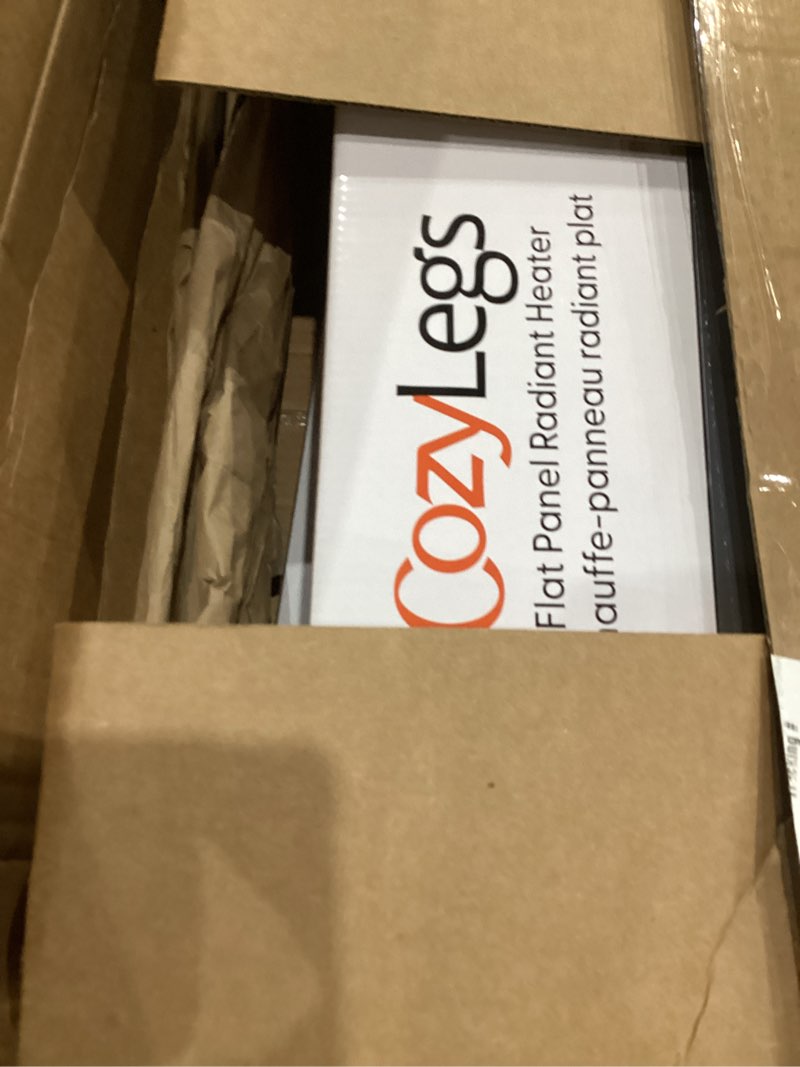 CozyLegs
Flat Panel Radiant Heater
auffe-panneau radiant plat